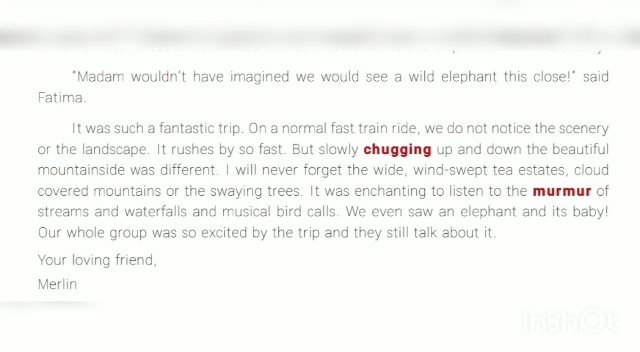 "Madam wouldn't have imagined we would see a wild elephant this close!" said
Fatima.
It was such a fantastic trip. On a normal fast train ride, we do not notice the scenery
or the landscape. It rushes by so fast. But slowly chugging up and down the beautiful
mountainside was different. I will never forget the wide, wind-swept tea estates, cloud
covered mountains or the swaying trees. It was enchanting to listen to the murmur of
streams and waterfalls and musical bird calls. We even saw an elephant and its baby!
Our whole group was so excited by the trip and they still talk about it.
Your loving friend,
Merlin
InShOt